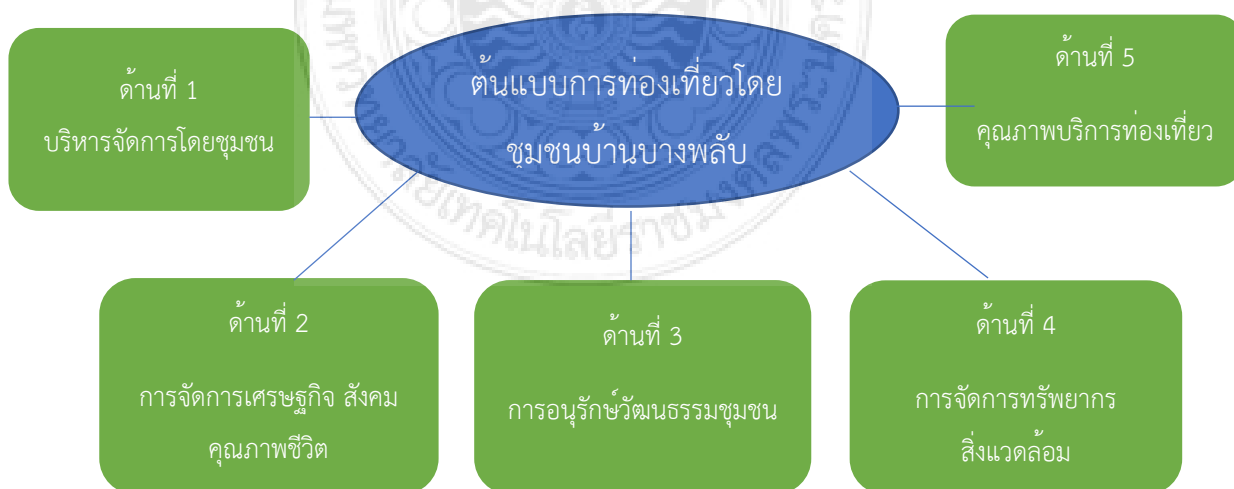 ต้นแบบการท่องเที่ยวโดย
ชุมชนบ้านบางพลับ
ด้านที่ 1
บริหารจัดการโดยชุมชน
ด้านที่ 2
การจัดการเศรษฐกิจ สังคม
คุณภาพชีวิต
ด้านที่ 3
การอนุรักษ์วัฒนธรรมชุมชน
ด้านที่ 4
การจัดการทรัพยากร
สิ่งแวดล้อม
ด้านที่ 5
คุณภาพบริการท่องเที่ยว